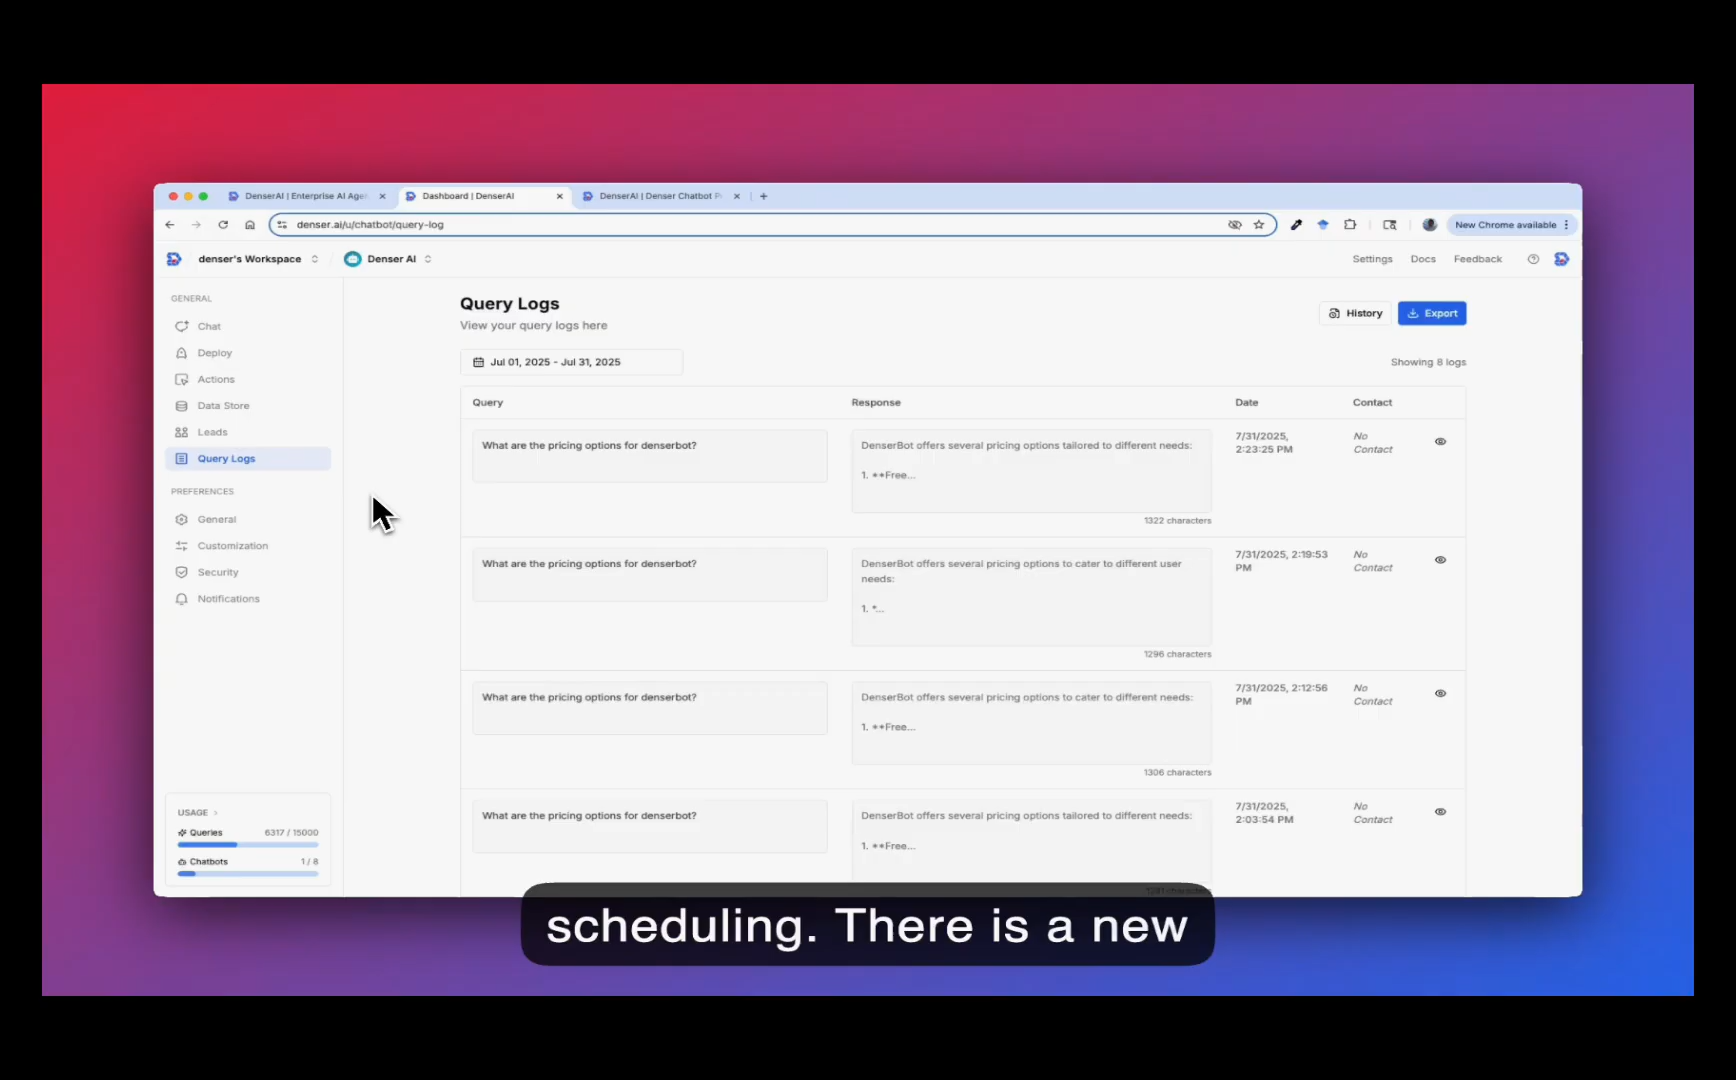 DenserAI | Enterprise AI Age
Dashboard | DenserAI
DenserAI | Denser Chatbot P
denser.ai/u/chatbot/query-log
New Chrome available
denser's Workspace
Denser AI
Settings
Docs
Feedback
GENERAL
Chat
Deploy
Actions
Data Store
Leads
Query Logs
PREFERENCES
General
Customization
Security
Notifications
USAGE
Queries 6317 / 15000
Chatbots 1 / 8
Query Logs
View your query logs here
History
Export
Jul 01, 2025 - Jul 31, 2025
Showing 8 logs
Query Response Date Contact
What are the pricing options for denserbot?
DenserBot offers several pricing options tailored to different needs:
1. **Free...
1322 characters
7/31/2025,
2:23:25 PM
No
Contact
What are the pricing options for denserbot?
DenserBot offers several pricing options to cater to different user
needs:
1. *...
1296 characters
7/31/2025, 2:19:53
PM
No
Contact
What are the pricing options for denserbot?
DenserBot offers several pricing options to cater to different needs:
1. **Free...
1306 characters
7/31/2025, 2:12:56
PM
No
Contact
What are the pricing options for denserbot?
DenserBot offers several pricing options tailored to different needs:
1. **Free...
7/31/2025,
2:03:54 PM
No
Contact
scheduling. There is a new